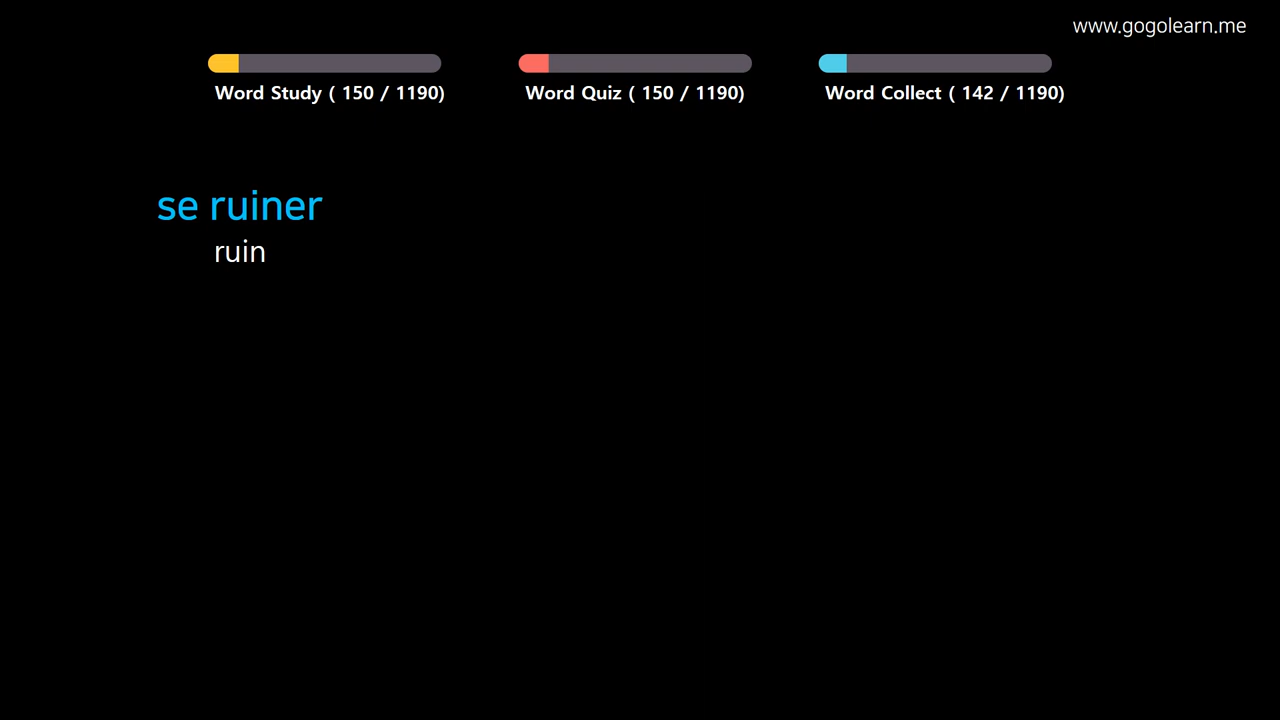 www.gogolearn.me
Word Study ( 150 / 1190)
Word Quiz ( 150 / 1190)
Word Collect ( 142 / 1190)
se ruiner
ruin